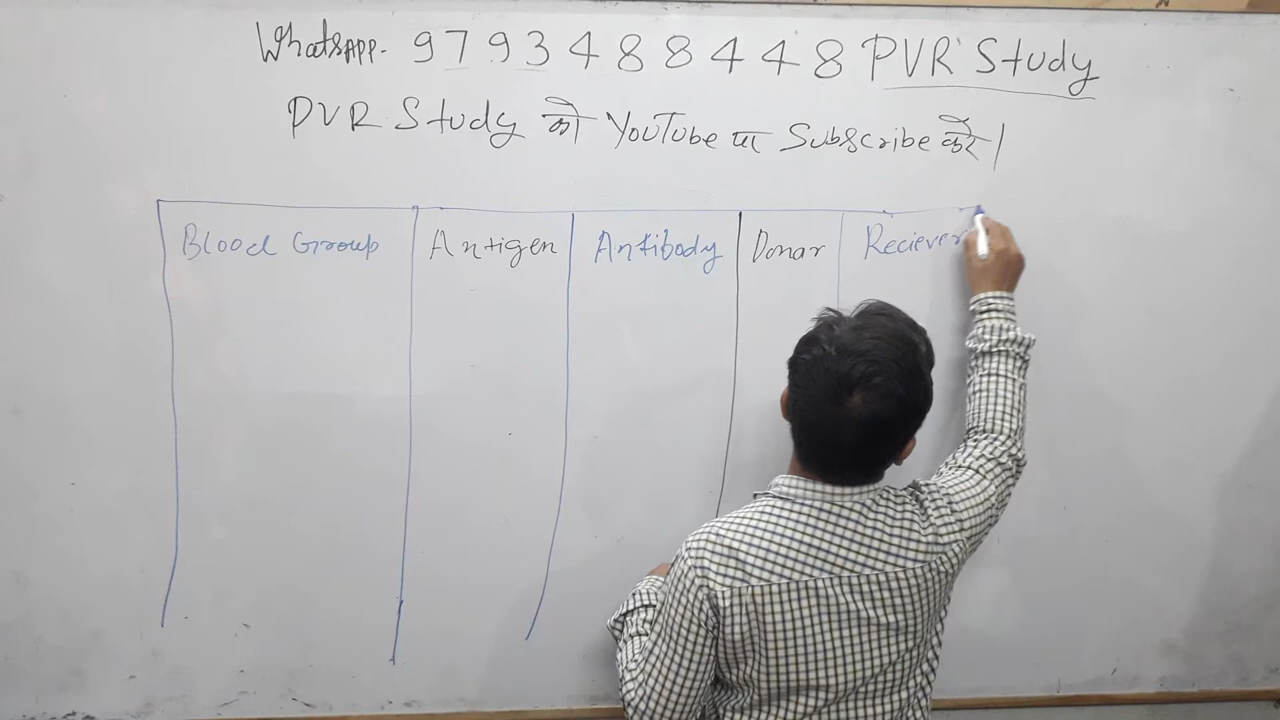 WhatsAPP. 9793488448 PVR Study
PVR Study को YouTube पर Subscribe करें।
Blood Group Antigen Antibody Donar Reciever